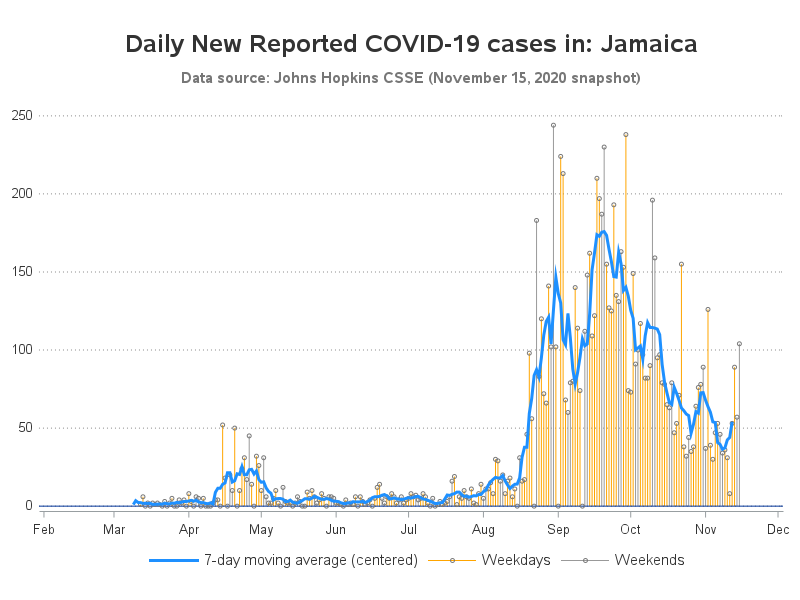 Daily New Reported COVID-19 cases in: Jamaica
Data source: Johns Hopkins CSSE (November 15, 2020 snapshot)
250
200
150
100
50
0
Feb Mar Apr May Jun Jul Aug Sep Oct Nov Dec
7-day moving average (centered) Weekdays Weekends